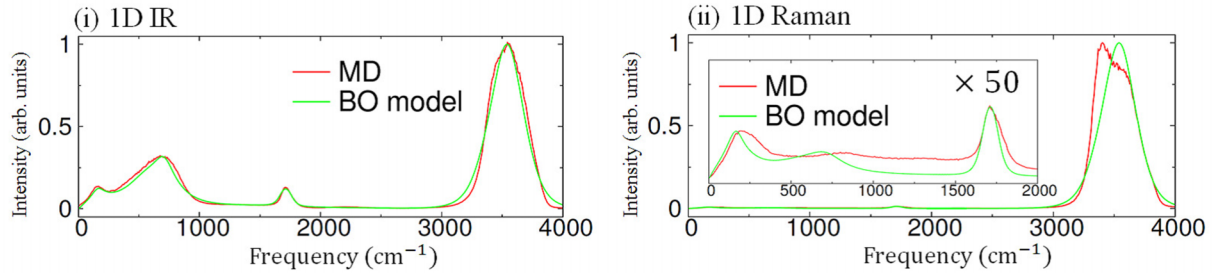 (i) 1D IR
Intensity (arb. units)
1
0.5
0
MD
BO model
0 1000 2000 3000 4000
Frequency (cm⁻¹)
(ii) 1D Raman
Intensity (arb. units)
1
0.5
0
MD
BO model
× 50
0 500 1000 1500 2000
0 1000 2000 3000 4000
Frequency (cm⁻¹)